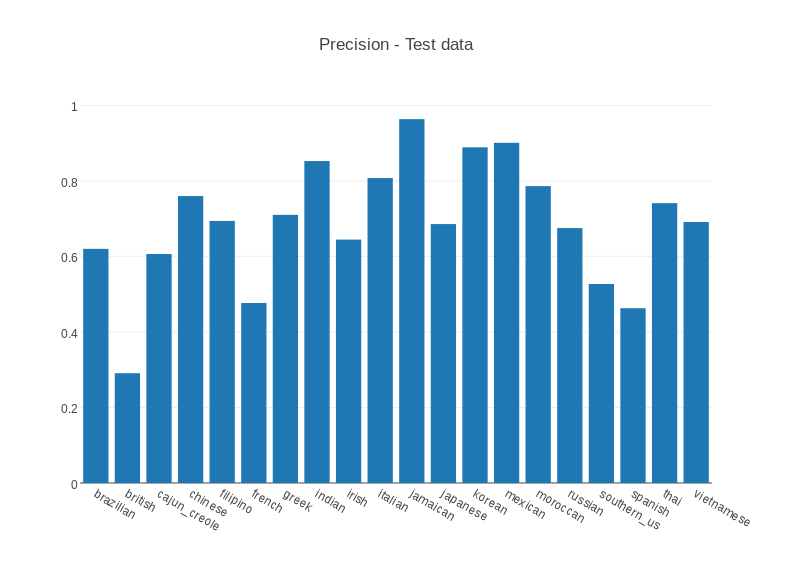 Precision - Test data
1
0.8
0.6
0.4
0.2
0
brazilian
british
cajun_creole
chinese
filipino
french
greek
indian
irish
italian
jamaican
japanese
korean
mexican
moroccan
russian
southern_us
spanish
thai
vietnamese